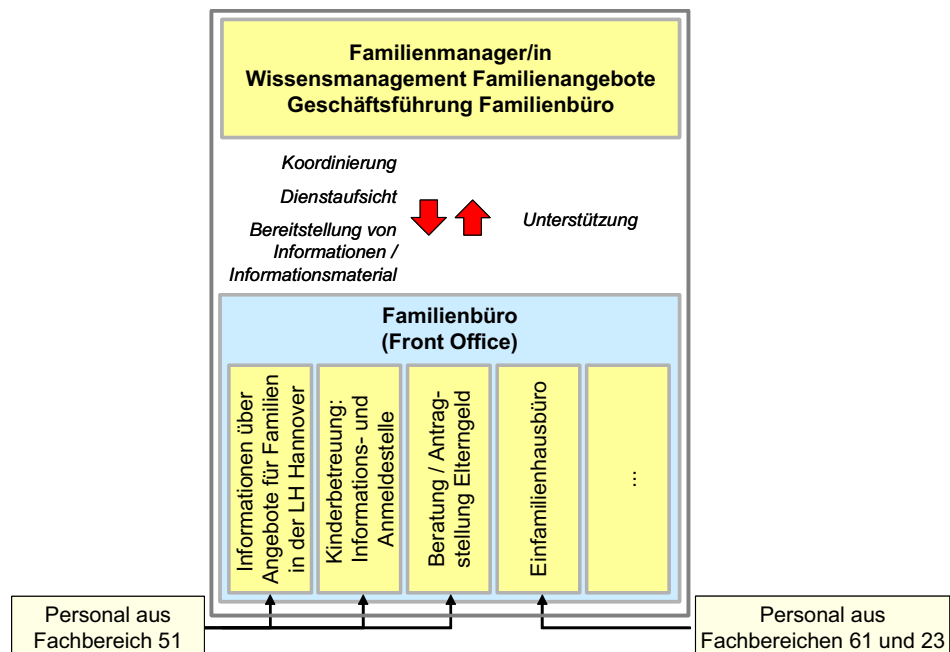 Familienmanager/in
Wissensmanagement Familienangebote
Geschäftsführung Familienbüro
Koordinierung
Dienstaufsicht
Bereitstellung von
Informationen /
Informationsmaterial
Unterstützung
Familienbüro
(Front Office)
Informationen über
Angebote für Familien
in der LH Hannover
Kinderbetreuung:
Informations- und
Anmeldestelle
Beratung / Antrag-
stellung Elterngeld
Einfamilienhausbüro
...
Personal aus
Fachbereich 51
Personal aus
Fachbereichen 61 und 23